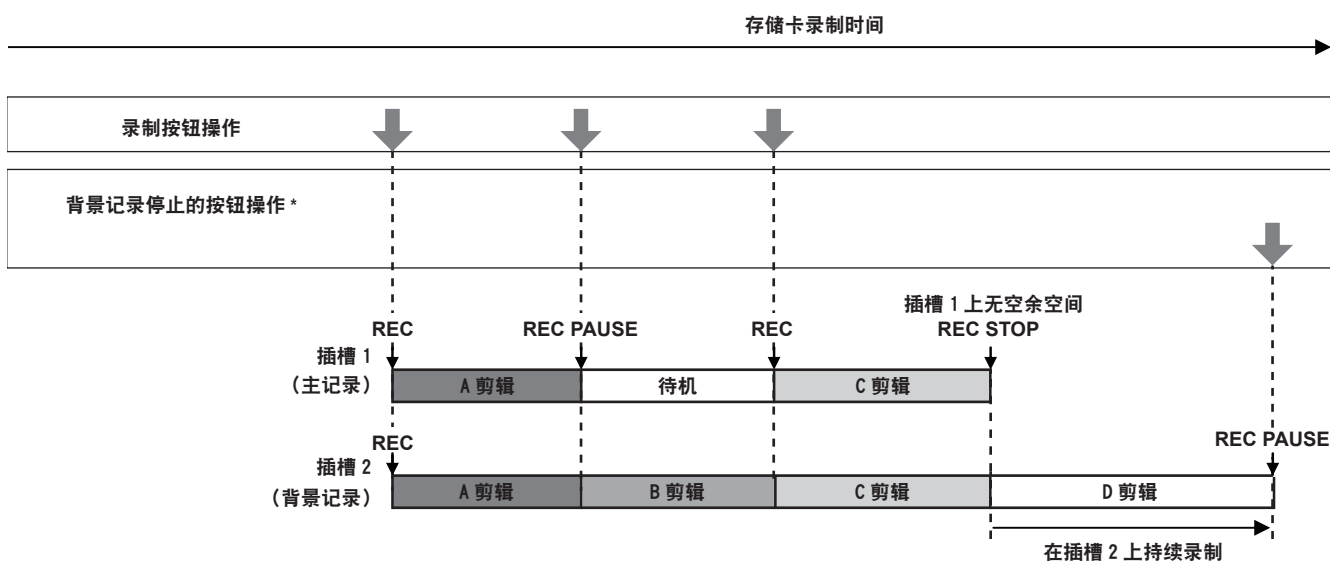 存储卡录制时间
录制按钮操作
背景记录停止的按钮操作 *
插槽 1 上无空余空间
REC REC PAUSE REC REC STOP
插槽 1
（主记录） A 剪辑 待机 C 剪辑
REC REC PAUSE
插槽 2
（背景记录） A 剪辑 B 剪辑 C 剪辑 D 剪辑
在插槽 2 上持续录制